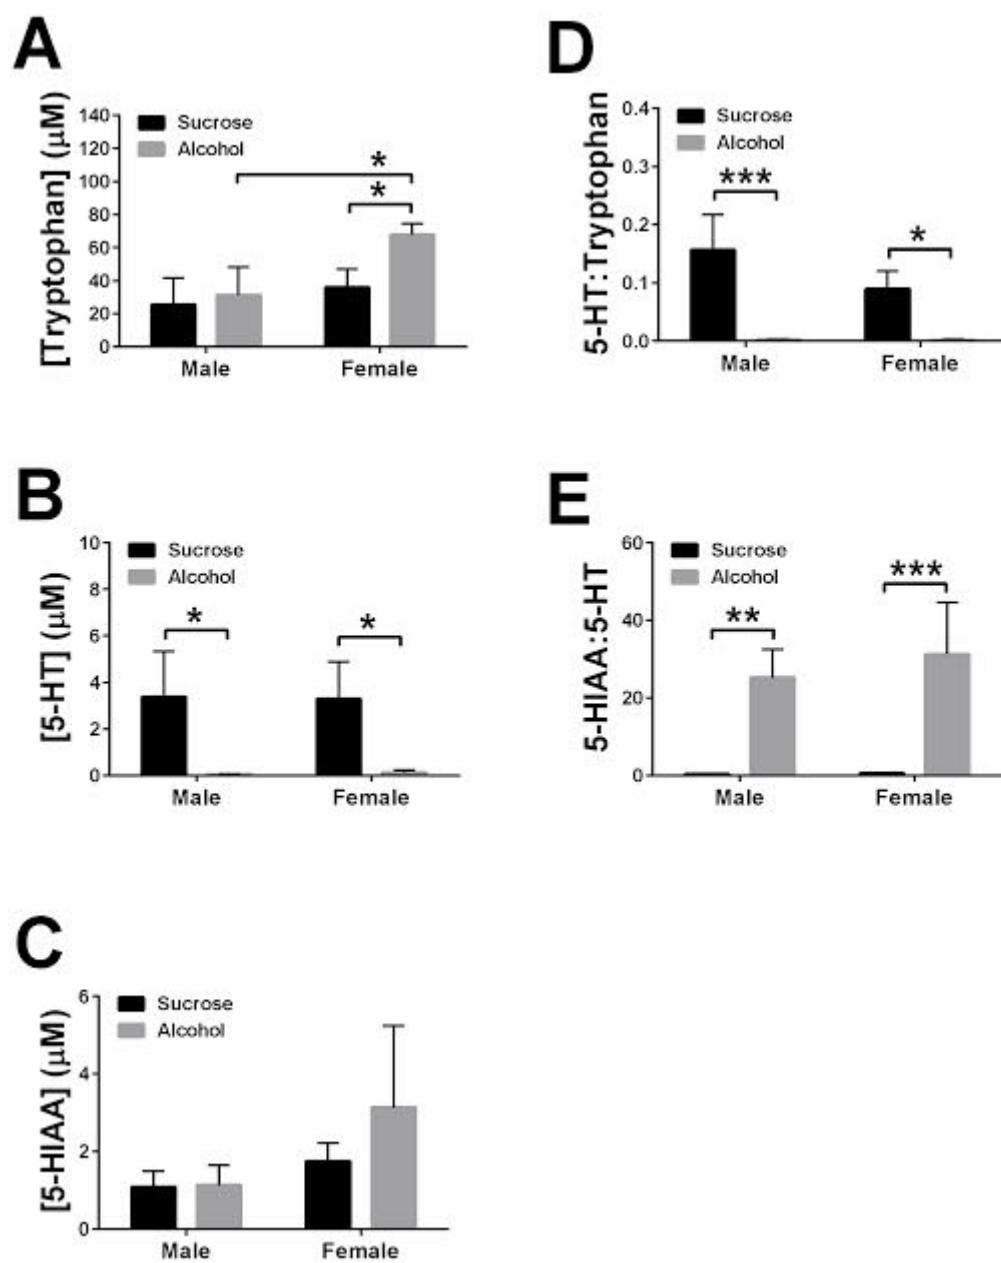 A
[Tryptophan] (μM)
140
120
100
80
60
40
20
0
Sucrose
Alcohol
*
*
Male
Female
B
[5-HT] (μM)
10
8
6
4
2
0
Sucrose
Alcohol
*
*
Male
Female
C
[5-HIAA] (μM)
6
4
2
0
Sucrose
Alcohol
Male
Female
D
5-HT:Tryptophan
0.4
0.3
0.2
0.1
0.0
Sucrose
Alcohol
***
*
Male
Female
E
5-HIAA:5-HT
60
40
20
0
Sucrose
Alcohol
**
***
Male
Female